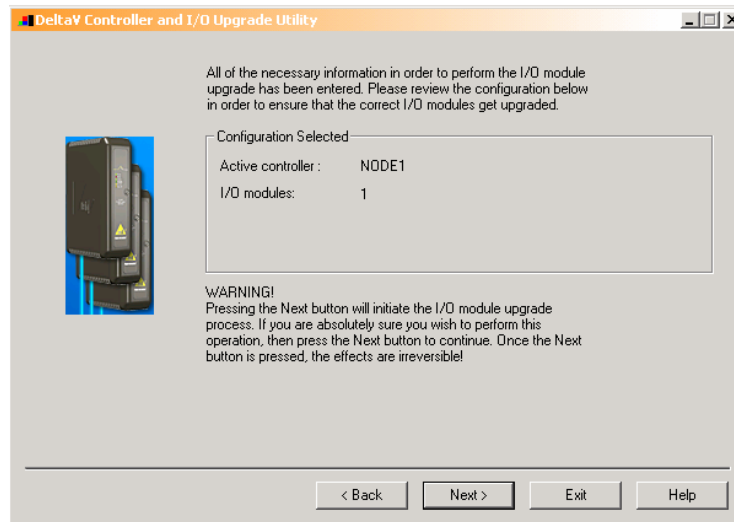 DeltaV Controller and I/O Upgrade Utility
All of the necessary information in order to perform the I/O module
upgrade has been entered. Please review the configuration below
in order to ensure that the correct I/O modules get upgraded.
Configuration Selected
Active controller : NODE1
I/O modules: 1
WARNING!
Pressing the Next button will initiate the I/O module upgrade
process. If you are absolutely sure you wish to perform this
operation, then press the Next button to continue. Once the Next
button is pressed, the effects are irreversible!
< Back
Next >
Exit
Help